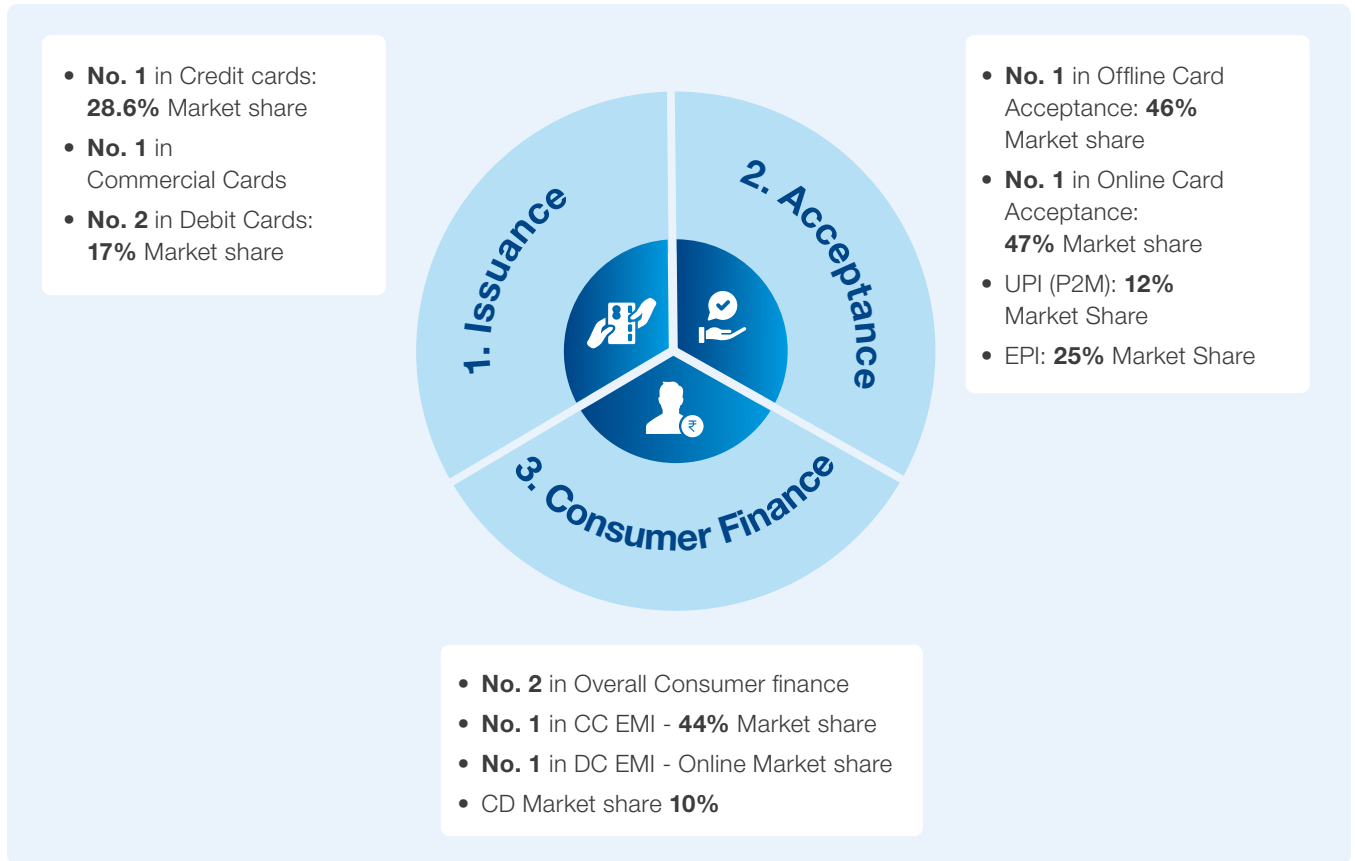 • No. 1 in Credit cards:
28.6% Market share
• No. 1 in
Commercial Cards
• No. 2 in Debit Cards:
17% Market share
1. Issuance
2. Acceptance
• No. 1 in Offline Card
Acceptance: 46%
Market share
• No. 1 in Online Card
Acceptance:
47% Market share
• UPI (P2M): 12%
Market Share
• EPI: 25% Market Share
₹
3. Consumer Finance
• No. 2 in Overall Consumer finance
• No. 1 in CC EMI - 44% Market share
• No. 1 in DC EMI - Online Market share
• CD Market share 10%